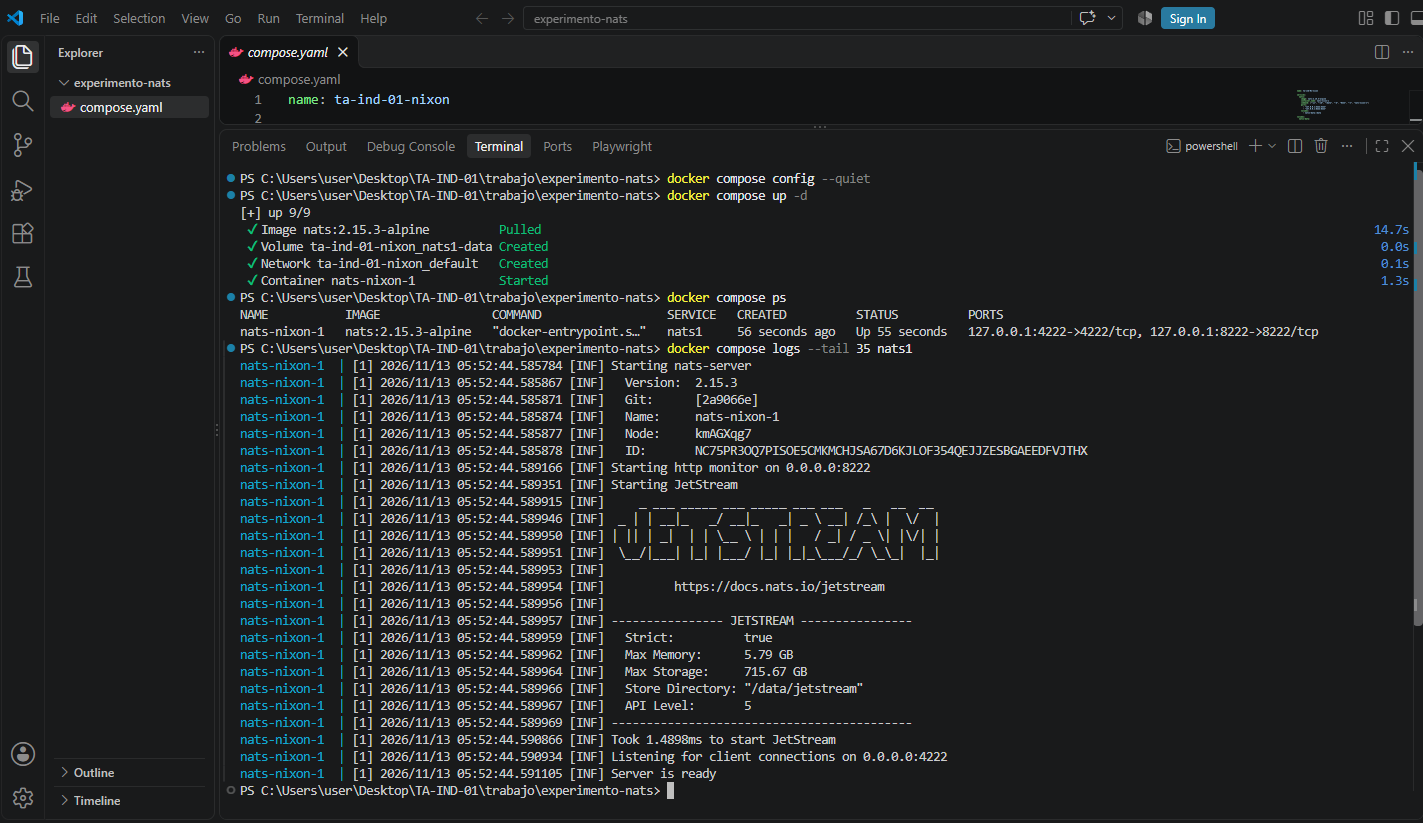 File Edit Selection View Go Run Terminal Help
experimento-nats
Sign In
Explorer
experimento-nats
compose.yaml
Outline
Timeline
compose.yaml
compose.yaml
1 name: ta-ind-01-nixon
2
Problems Output Debug Console Terminal Ports Playwright
powershell
PS C:\Users\user\Desktop\TA-IND-01\trabajo\experimento-nats> docker compose config --quiet
PS C:\Users\user\Desktop\TA-IND-01\trabajo\experimento-nats> docker compose up -d
[+] up 9/9
✓ Image nats:2.15.3-alpine Pulled 14.7s
✓ Volume ta-ind-01-nixon_nats1-data Created 0.0s
✓ Network ta-ind-01-nixon_default Created 0.1s
✓ Container nats-nixon-1 Started 1.3s
PS C:\Users\user\Desktop\TA-IND-01\trabajo\experimento-nats> docker compose ps
NAME IMAGE COMMAND SERVICE CREATED STATUS PORTS
nats-nixon-1 nats:2.15.3-alpine "docker-entrypoint.s…" nats1 56 seconds ago Up 55 seconds 127.0.0.1:4222->4222/tcp, 127.0.0.1:8222->8222/tcp
PS C:\Users\user\Desktop\TA-IND-01\trabajo\experimento-nats> docker compose logs --tail 35 nats1
nats-nixon-1 | [1] 2026/11/13 05:52:44.585784 [INF] Starting nats-server
nats-nixon-1 | [1] 2026/11/13 05:52:44.585867 [INF] Version: 2.15.3
nats-nixon-1 | [1] 2026/11/13 05:52:44.585871 [INF] Git: [2a9066e]
nats-nixon-1 | [1] 2026/11/13 05:52:44.585874 [INF] Name: nats-nixon-1
nats-nixon-1 | [1] 2026/11/13 05:52:44.585877 [INF] Node: kmAGXqg7
nats-nixon-1 | [1] 2026/11/13 05:52:44.585878 [INF] ID: NC75PR3OQ7PISOE5CMKMCHJSA67D6KJLOF354QEJJZESBGAEEDFVJTHX
nats-nixon-1 | [1] 2026/11/13 05:52:44.589166 [INF] Starting http monitor on 0.0.0.0:8222
nats-nixon-1 | [1] 2026/11/13 05:52:44.589351 [INF] Starting JetStream
nats-nixon-1 | [1] 2026/11/13 05:52:44.589915 [INF]     _ ___ _____ ___ _____ ___ ___   _   __  __
nats-nixon-1 | [1] 2026/11/13 05:52:44.589946 [INF]  _ | | __|_   _/ __|_   _| _ \ __| /_\ |  \/  |
nats-nixon-1 | [1] 2026/11/13 05:52:44.589950 [INF] | || | _|  | | \__ \ | | |   / _| / _ \| |\/| |
nats-nixon-1 | [1] 2026/11/13 05:52:44.589951 [INF]  \__/|___| |_| |___/ |_| |_|_\___/_/ \_\_|  |_|
nats-nixon-1 | [1] 2026/11/13 05:52:44.589953 [INF]
nats-nixon-1 | [1] 2026/11/13 05:52:44.589954 [INF] https://docs.nats.io/jetstream
nats-nixon-1 | [1] 2026/11/13 05:52:44.589956 [INF]
nats-nixon-1 | [1] 2026/11/13 05:52:44.589957 [INF] ---------------- JETSTREAM ----------------
nats-nixon-1 | [1] 2026/11/13 05:52:44.589959 [INF] Strict: true
nats-nixon-1 | [1] 2026/11/13 05:52:44.589962 [INF] Max Memory: 5.79 GB
nats-nixon-1 | [1] 2026/11/13 05:52:44.589964 [INF] Max Storage: 715.67 GB
nats-nixon-1 | [1] 2026/11/13 05:52:44.589966 [INF] Store Directory: "/data/jetstream"
nats-nixon-1 | [1] 2026/11/13 05:52:44.589967 [INF] API Level: 5
nats-nixon-1 | [1] 2026/11/13 05:52:44.589969 [INF] -------------------------------------------
nats-nixon-1 | [1] 2026/11/13 05:52:44.590866 [INF] Took 1.4898ms to start JetStream
nats-nixon-1 | [1] 2026/11/13 05:52:44.590934 [INF] Listening for client connections on 0.0.0.0:4222
nats-nixon-1 | [1] 2026/11/13 05:52:44.591105 [INF] Server is ready
PS C:\Users\user\Desktop\TA-IND-01\trabajo\experimento-nats>